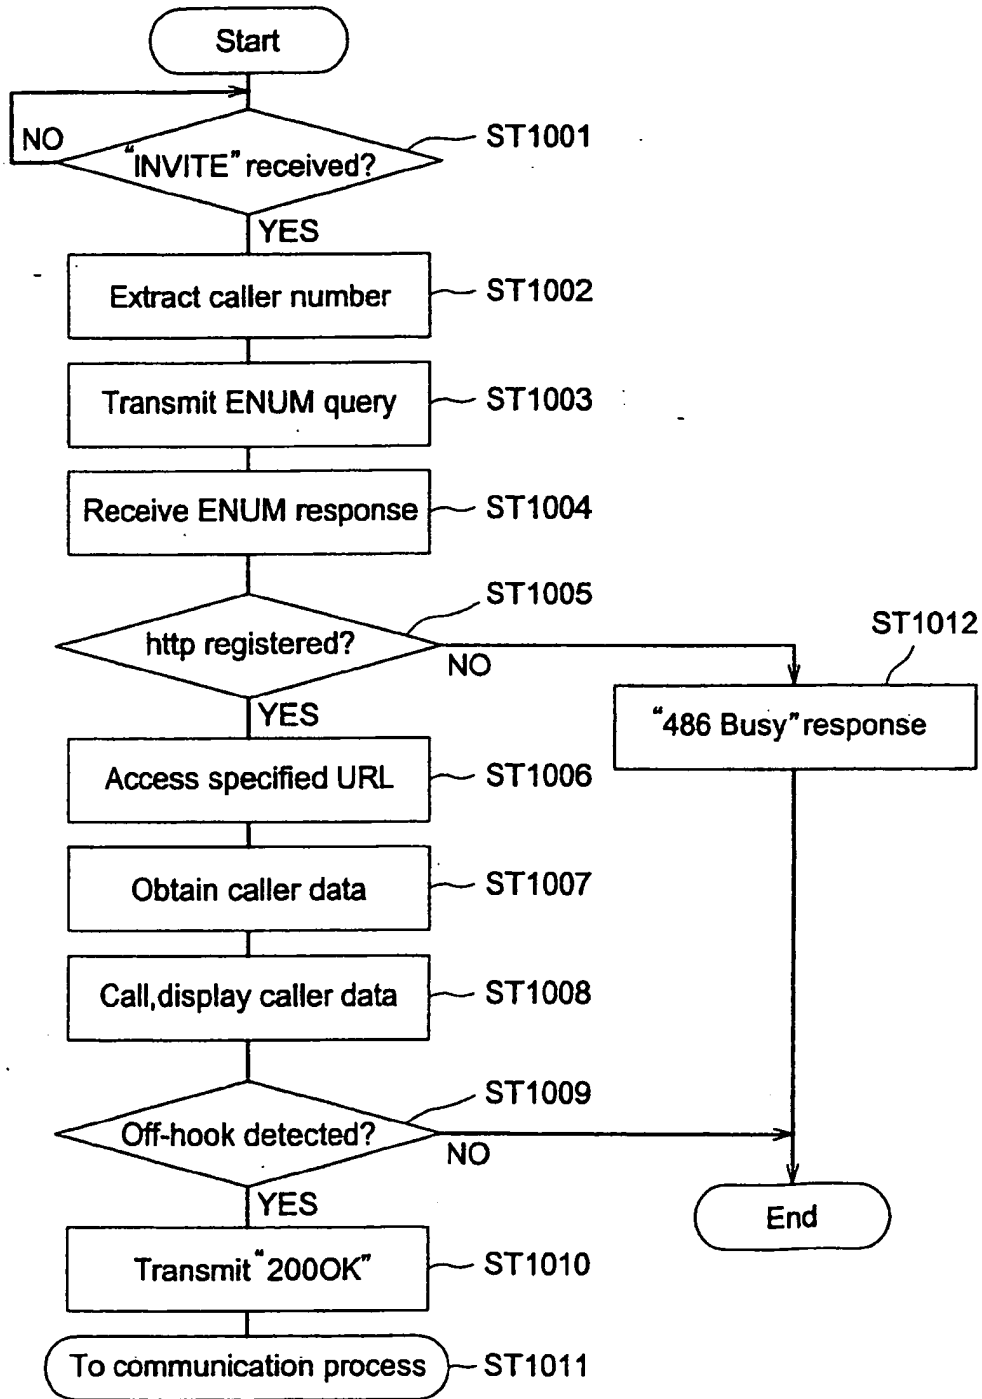 Start
NO
"INVITE" received?
ST1001
YES
Extract caller number
ST1002
Transmit ENUM query
ST1003
Receive ENUM response
ST1004
http registered?
ST1005
NO
ST1012
"486 Busy" response
YES
Access specified URL
ST1006
Obtain caller data
ST1007
Call,display caller data
ST1008
Off-hook detected?
ST1009
NO
End
YES
Transmit "200OK"
ST1010
To communication process
ST1011